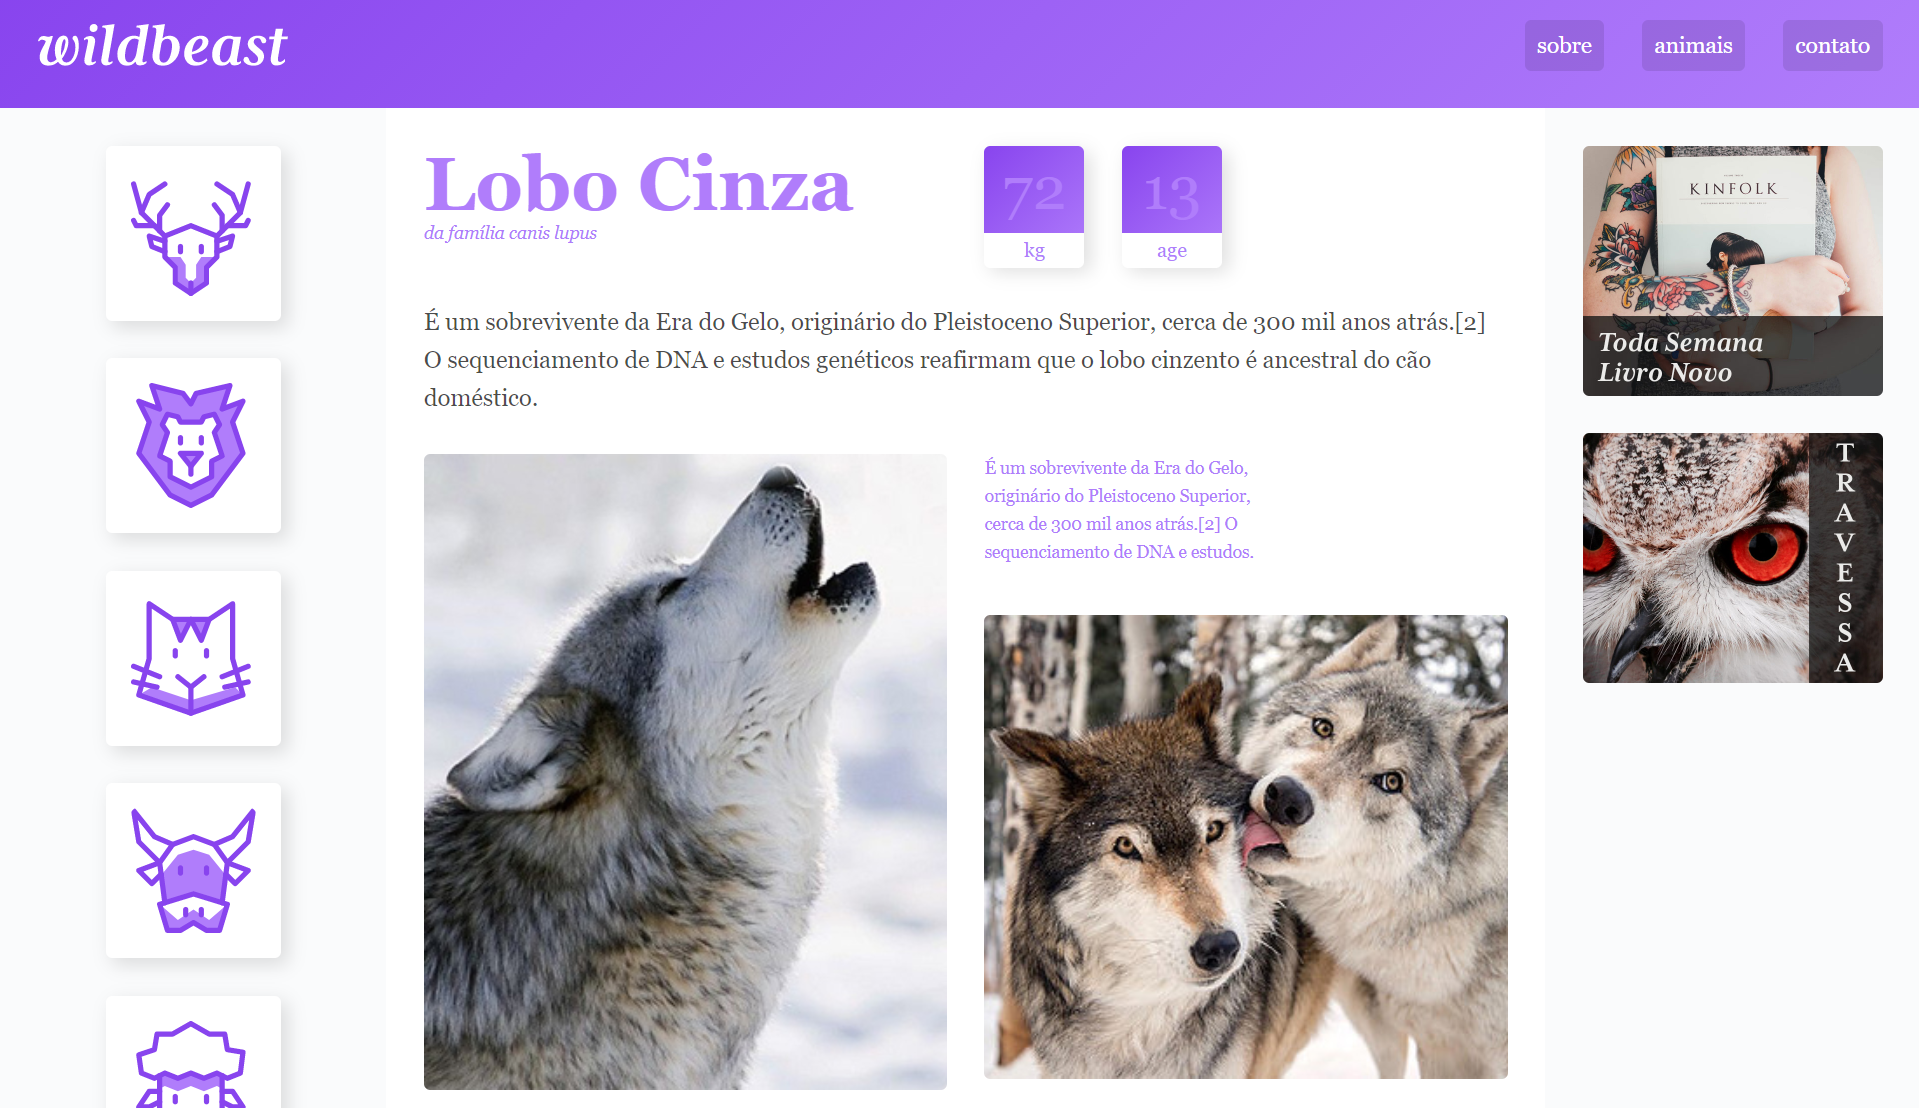 wildbeast
sobre
animais
contato
Lobo Cinza
da família canis lupus
72
kg
13
age
É um sobrevivente da Era do Gelo, originário do Pleistoceno Superior, cerca de 300 mil anos atrás.[2]
O sequenciamento de DNA e estudos genéticos reafirmam que o lobo cinzento é ancestral do cão
doméstico.
É um sobrevivente da Era do Gelo,
originário do Pleistoceno Superior,
cerca de 300 mil anos atrás.[2] O
sequenciamento de DNA e estudos.
KINFOLK
Toda Semana
Livro Novo
TRAVESSA